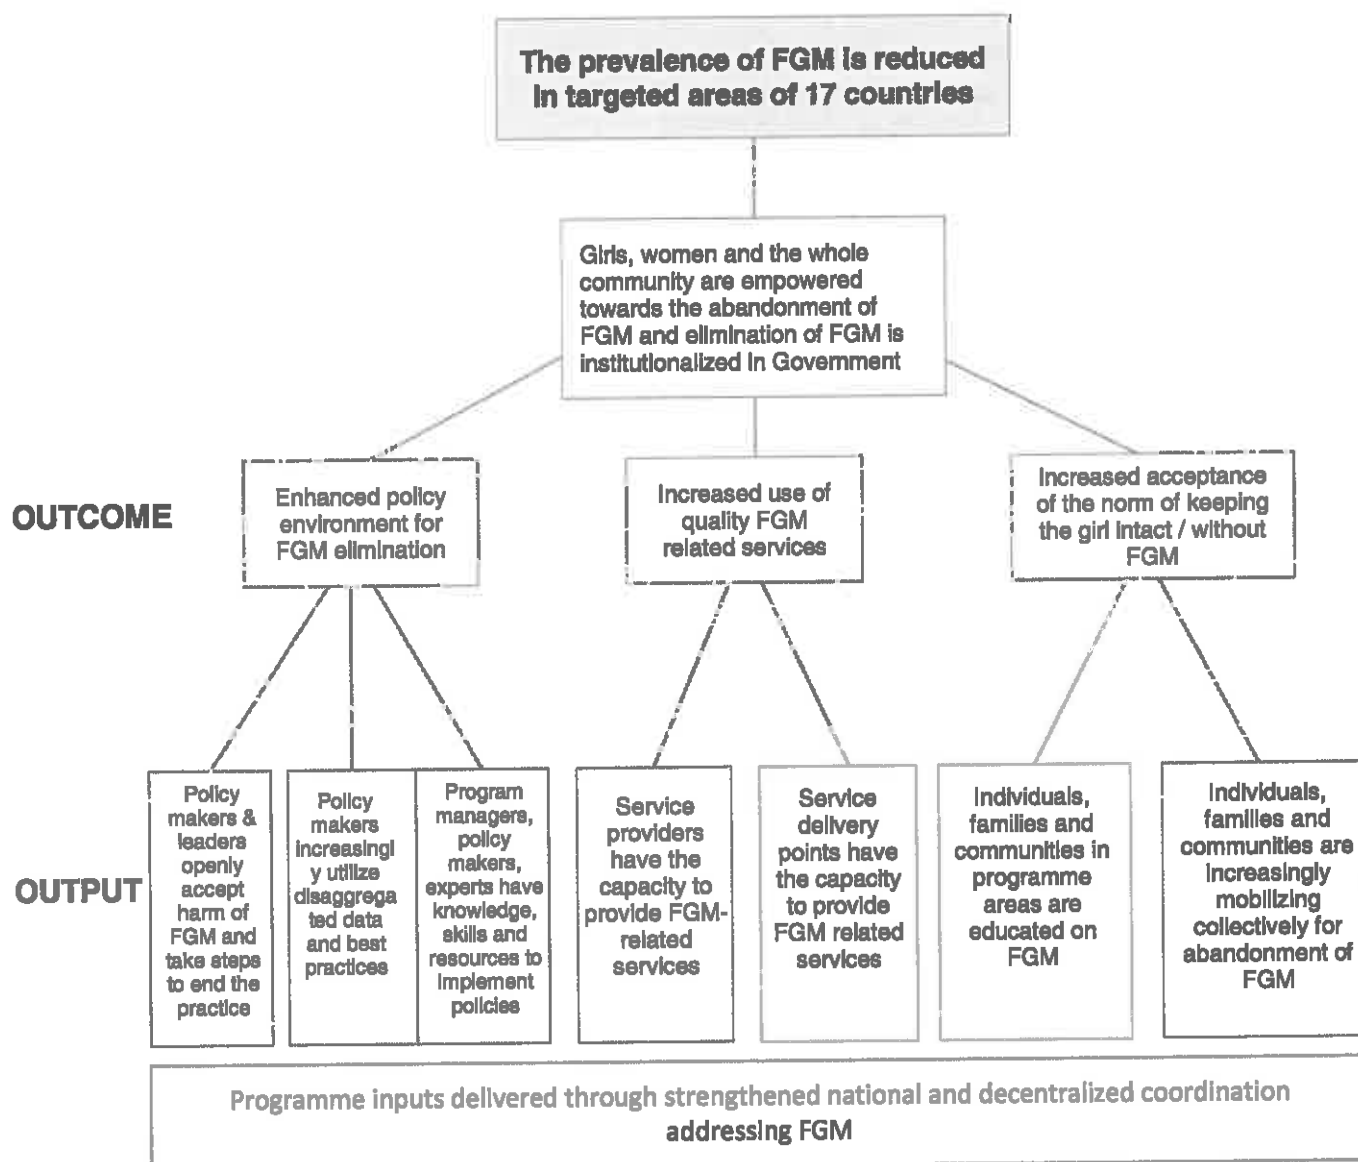 The prevalence of FGM is reduced
in targeted areas of 17 countries
Girls, women and the whole
community are empowered
towards the abandonment of
FGM and elimination of FGM is
institutionalized in Government
OUTCOME
Enhanced policy
environment for
FGM elimination
Increased use of
quality FGM
related services
Increased acceptance
of the norm of keeping
the girl intact / without
FGM
OUTPUT
Policy
makers &
leaders
openly
accept
harm of
FGM and
take steps
to end the
practice
Policy
makers
increasingl
y utilize
disaggrega
ted data
and best
practices
Program
managers,
policy
makers,
experts have
knowledge,
skills and
resources to
implement
policies
Service
providers
have the
capacity to
provide FGM-
related
services
Service
delivery
points have
the capacity
to provide
FGM related
services
Individuals,
families and
communities in
programme
areas are
educated on
FGM
Individuals,
families and
communities are
increasingly
mobilizing
collectively for
abandonment of
FGM
Programme inputs delivered through strengthened national and decentralized coordination
addressing FGM